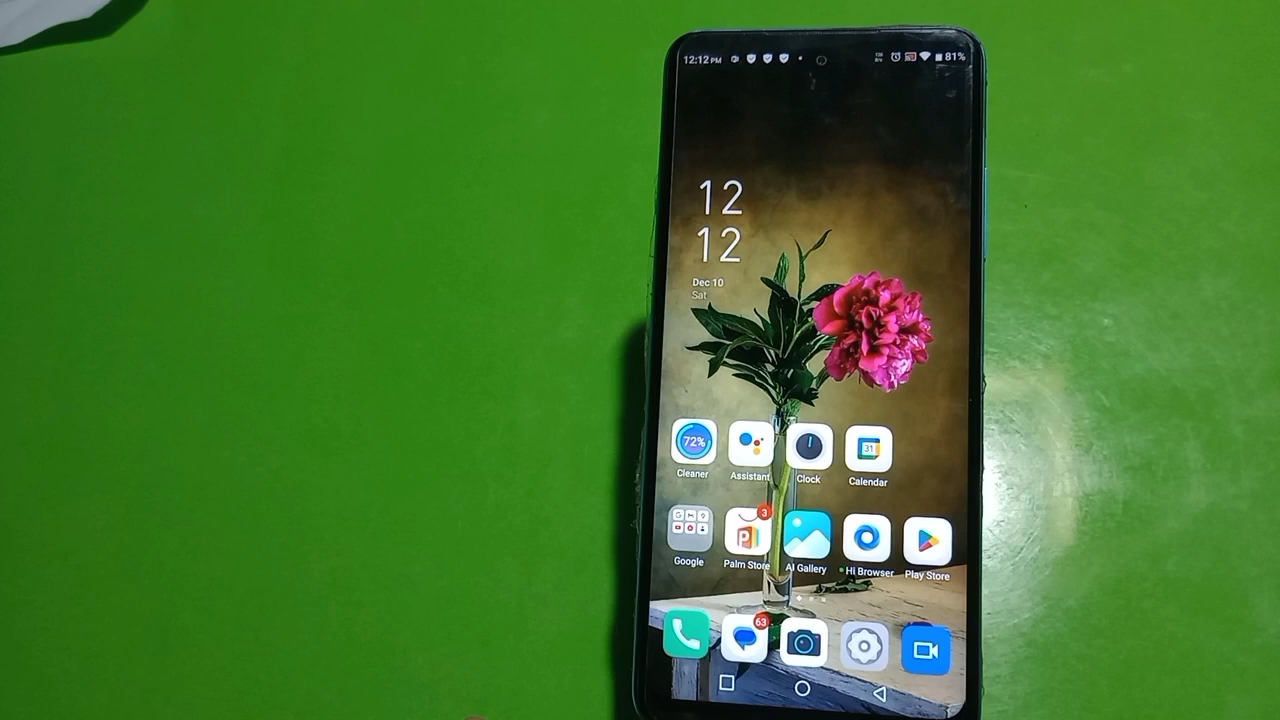 12:12 PM 81%
12
12
Dec 10
Sat
72%
31
Cleaner Assistant Clock Calendar
3
Google Palm Store AI Gallery Hi Browser Play Store
63